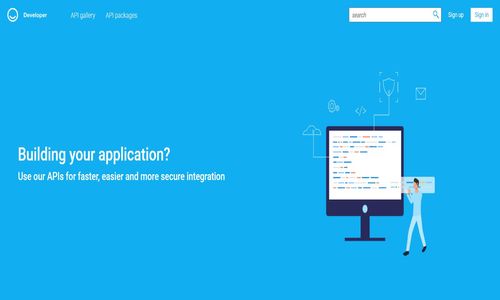 Developer
API gallery
API packages
search
Sign up
Sign in
Building your application?
Use our APIs for faster, easier and more secure integration